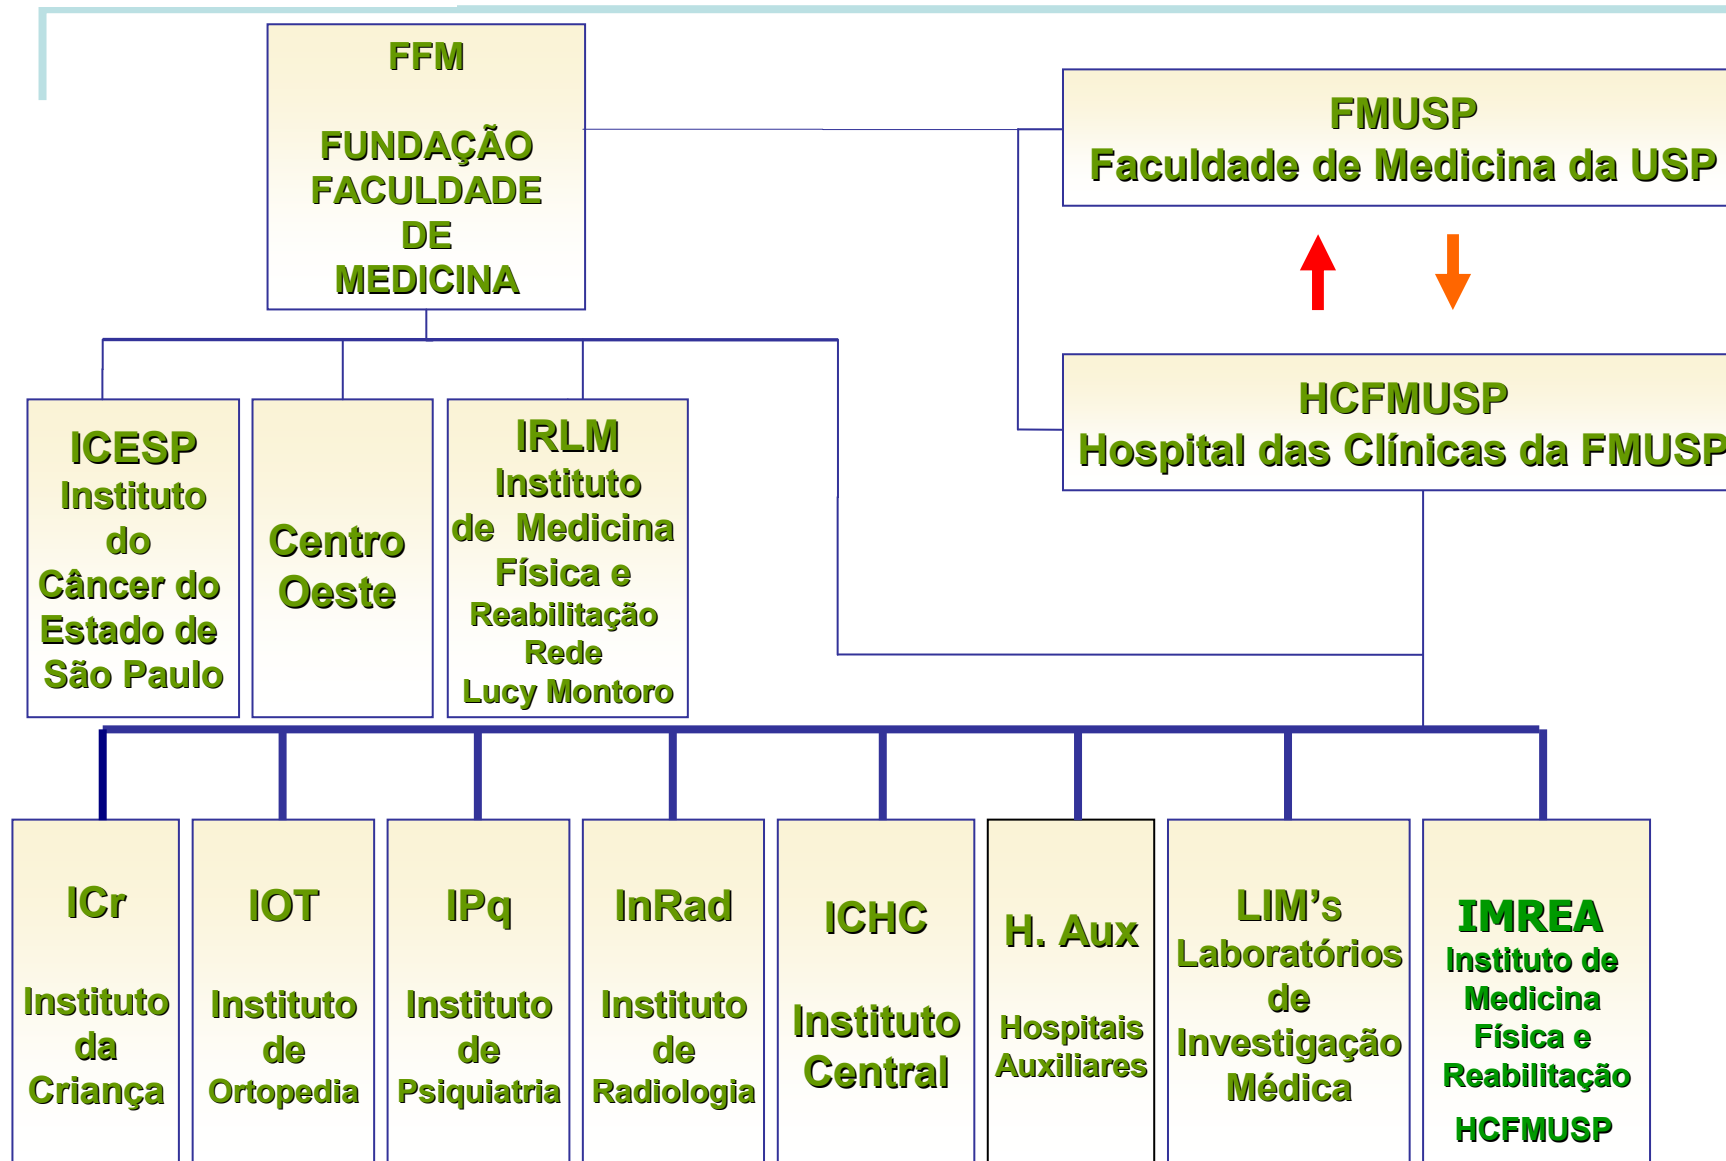 FFM
FUNDAÇÃO
FACULDADE
DE
MEDICINA
FMUSP
Faculdade de Medicina da USP
HCFMUSP
Hospital das Clínicas da FMUSP
ICESP
Instituto
do
Câncer do
Estado de
São Paulo
Centro
Oeste
IRLM
Instituto
de Medicina
Física e
Reabilitação
Rede
Lucy Montoro
ICr
Instituto
da
Criança
IOT
Instituto
de
Ortopedia
IPq
Instituto
de
Psiquiatria
InRad
Instituto
de
Radiologia
ICHC
Instituto
Central
H. Aux
Hospitais
Auxiliares
LIM's
Laboratórios
de
Investigação
Médica
IMREA
Instituto de
Medicina
Física e
Reabilitação
HCFMUSP